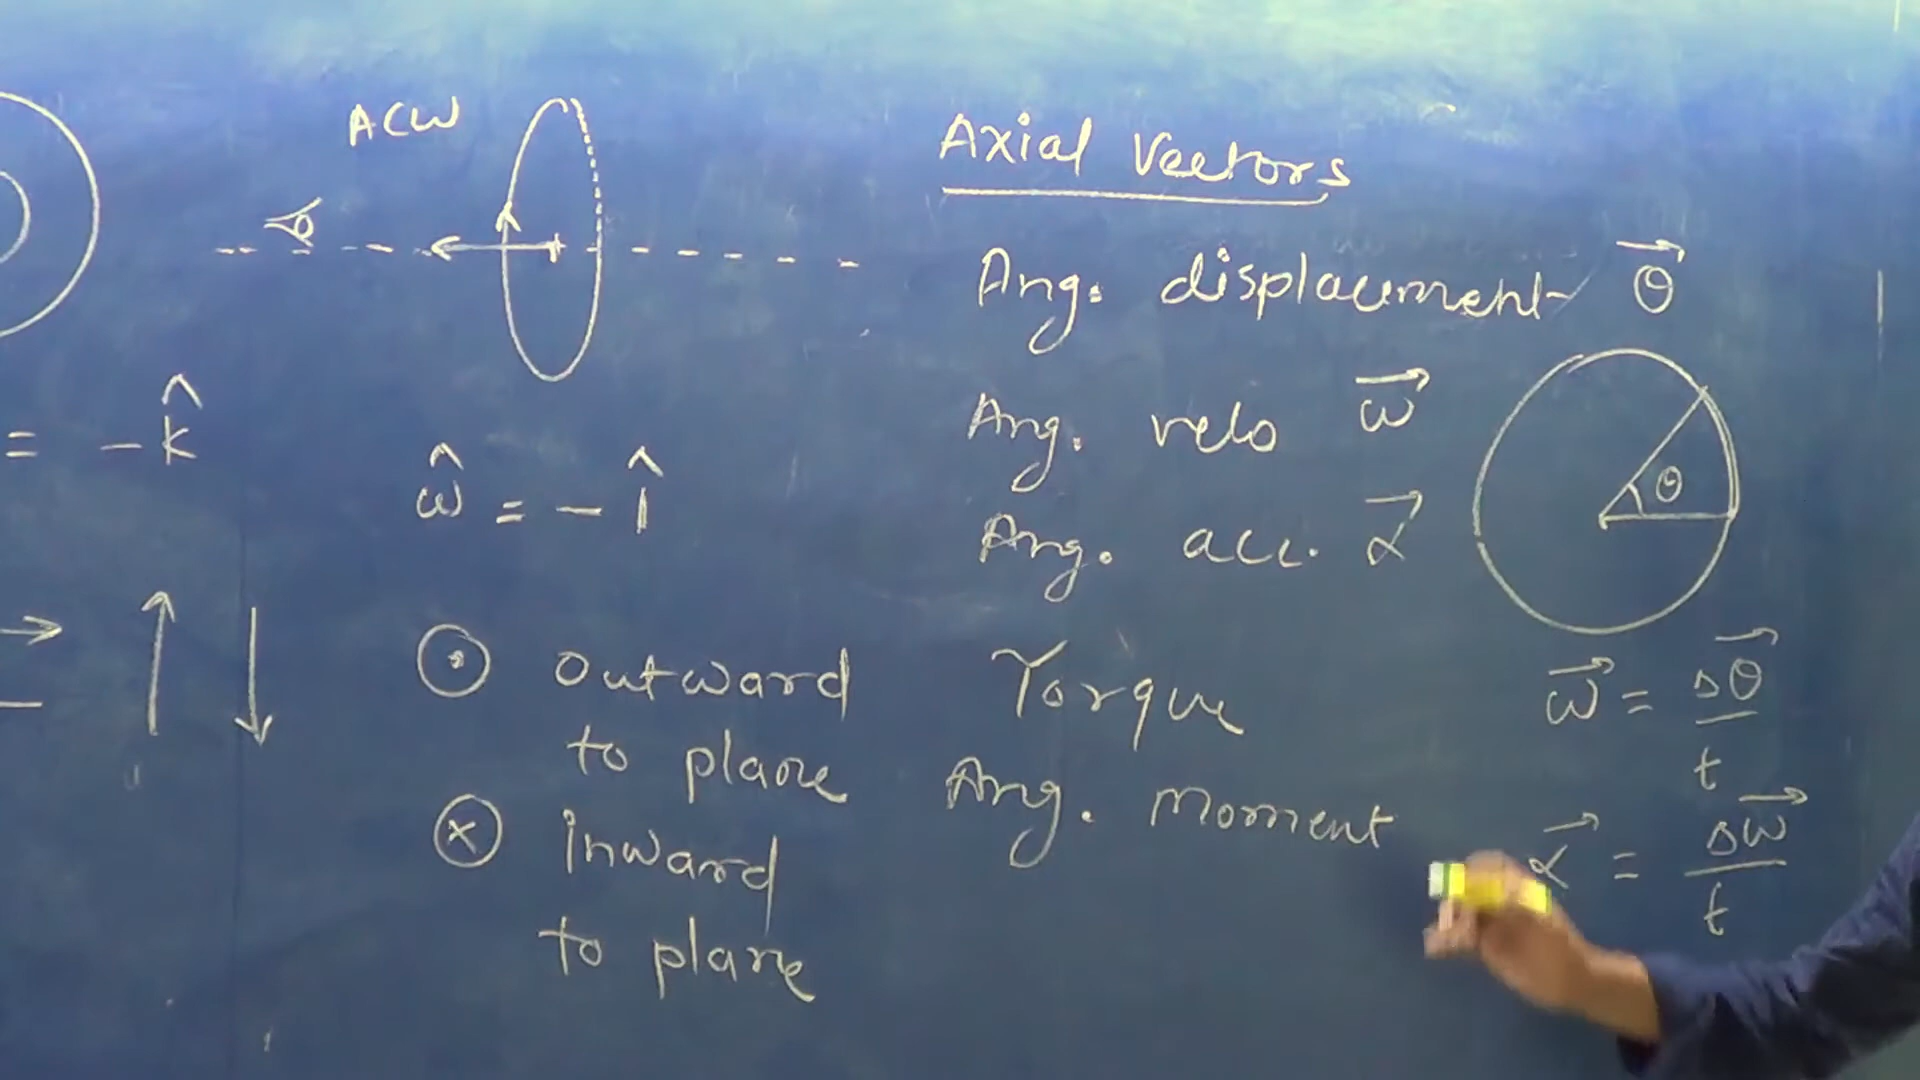 = -k̂
ACW
ω̂ = -î
⊙ Outward
to plane
⊗ inward
to plane
Axial Vectors
Ang. displacement θ⃗
Ang. velo ω⃗
Ang. acc. α⃗
Torque
Ang. Moment
θ
ω⃗ = Δθ⃗ / t
α⃗ = Δω⃗ / t